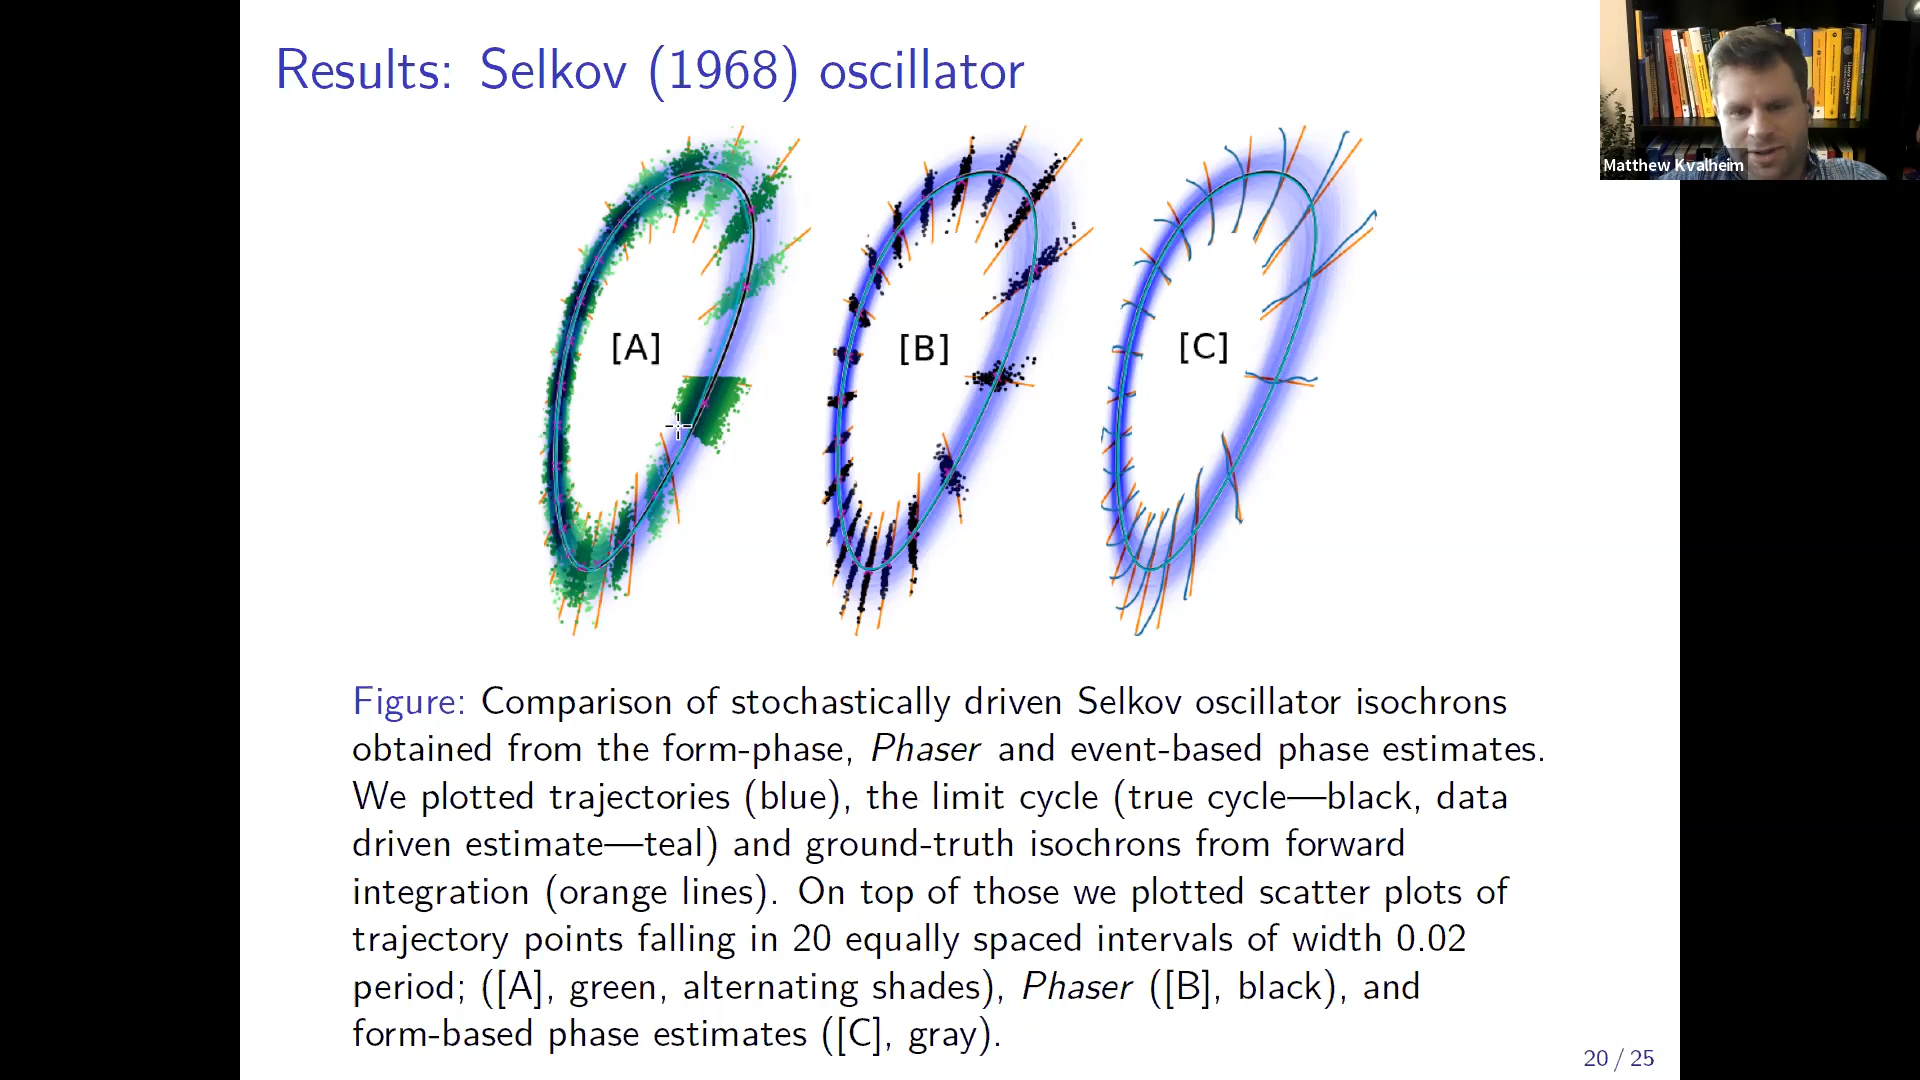 Results: Selkov (1968) oscillator
Matthew Kvalheim
[A]
[B]
[C]
Figure: Comparison of stochastically driven Selkov oscillator isochrons
obtained from the form-phase, Phaser and event-based phase estimates.
We plotted trajectories (blue), the limit cycle (true cycle—black, data
driven estimate—teal) and ground-truth isochrons from forward
integration (orange lines). On top of those we plotted scatter plots of
trajectory points falling in 20 equally spaced intervals of width 0.02
period; ([A], green, alternating shades), Phaser ([B], black), and
form-based phase estimates ([C], gray).
20 / 25